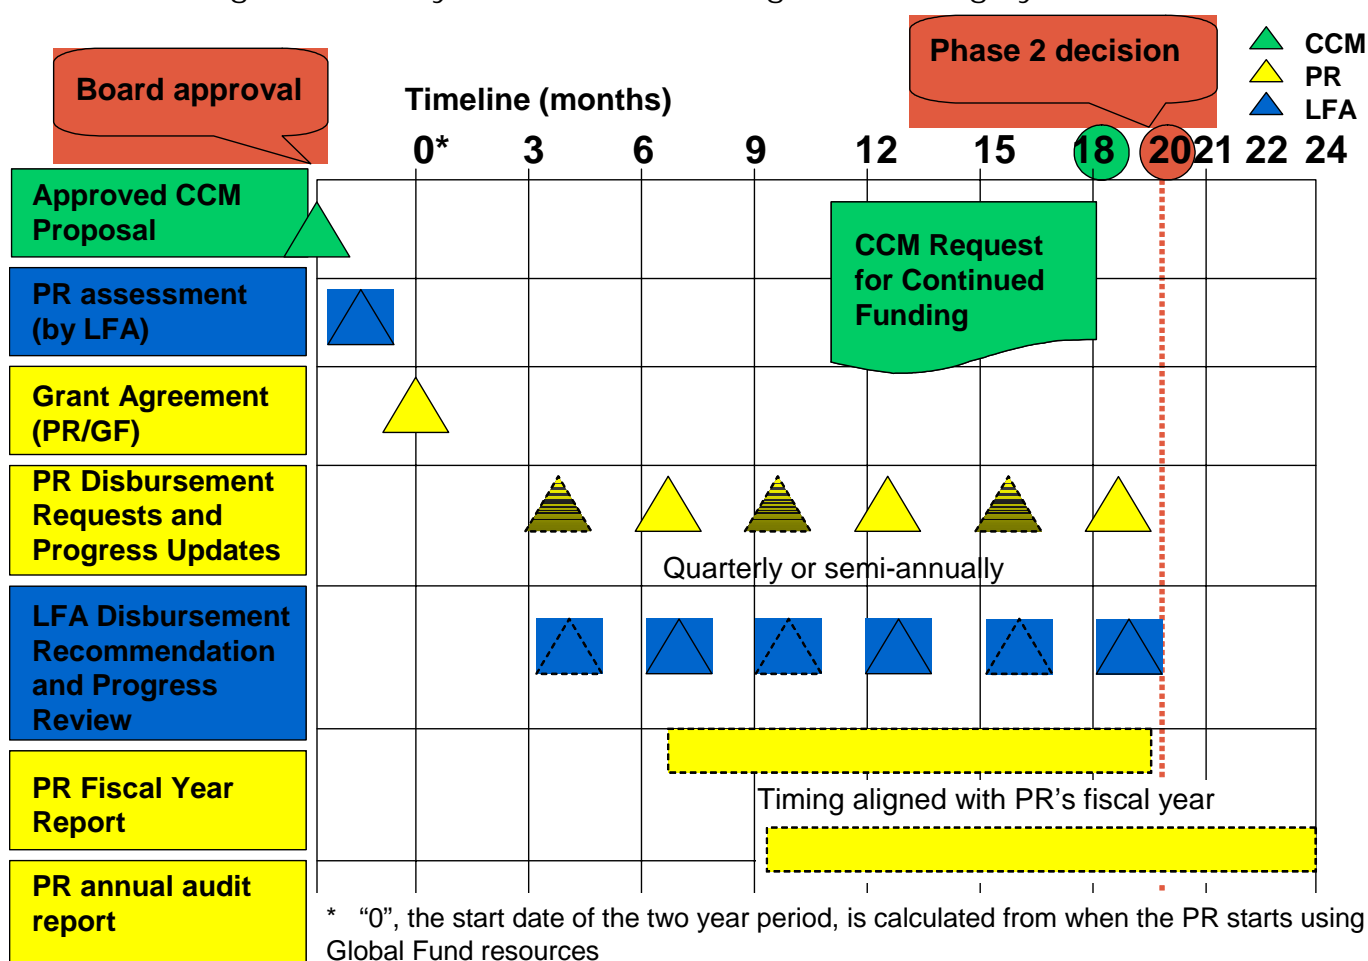 Board approval
Phase 2 decision
CCM
PR
LFA
Timeline (months)
0* 3 6 9 12 15 18 20 21 22 24
Approved CCM
Proposal
CCM Request
for Continued
Funding
PR assessment
(by LFA)
Grant Agreement
(PR/GF)
PR Disbursement
Requests and
Progress Updates
Quarterly or semi-annually
LFA Disbursement
Recommendation
and Progress
Review
PR Fiscal Year
Report
Timing aligned with PR's fiscal year
PR annual audit
report
* “0”, the start date of the two year period, is calculated from when the PR starts using
Global Fund resources